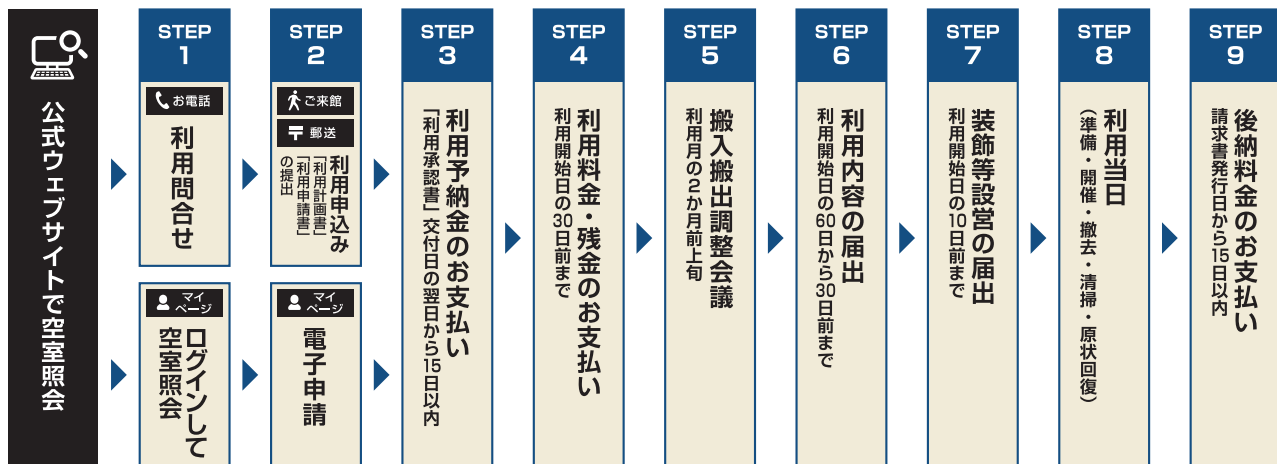 公式ウェブサイトで空室照会
STEP
1
お電話
利用問合せ
マイ
ページ
ログインして
空室照会
STEP
2
ご来館
郵送
利用申込み
「利用計画書」
「利用申請書」
の提出
マイ
ページ
電子申請
STEP
3
利用予納金のお支払い
「利用承認書」交付日の翌日から15日以内
STEP
4
利用料金・残金のお支払い
利用開始日の30日前まで
STEP
5
搬入搬出調整会議
利用月の2か月前上旬
STEP
6
利用内容の届出
利用開始日の60日から30日前まで
STEP
7
装飾等設営の届出
利用開始日の10日前まで
STEP
8
利用当日
(準備・開催・撤去・清掃・原状回復)
STEP
9
後納料金のお支払い
請求書発行日から15日以内